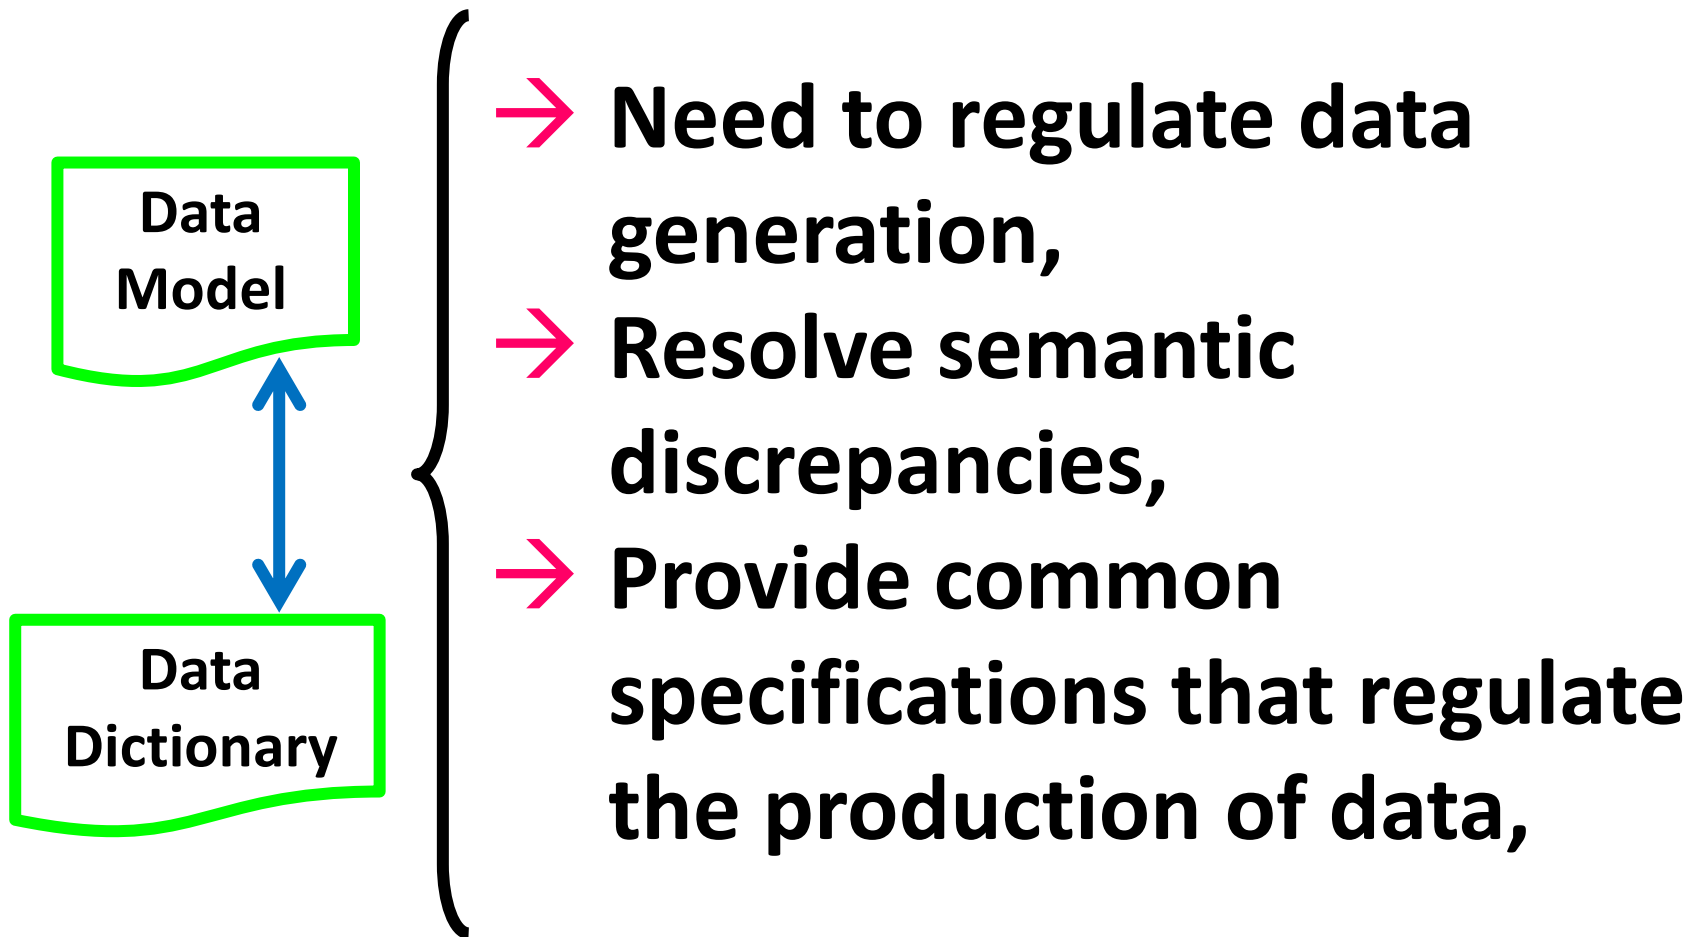 Data
Model
Data
Dictionary
→ Need to regulate data
generation,
→ Resolve semantic
discrepancies,
→ Provide common
specifications that regulate
the production of data,